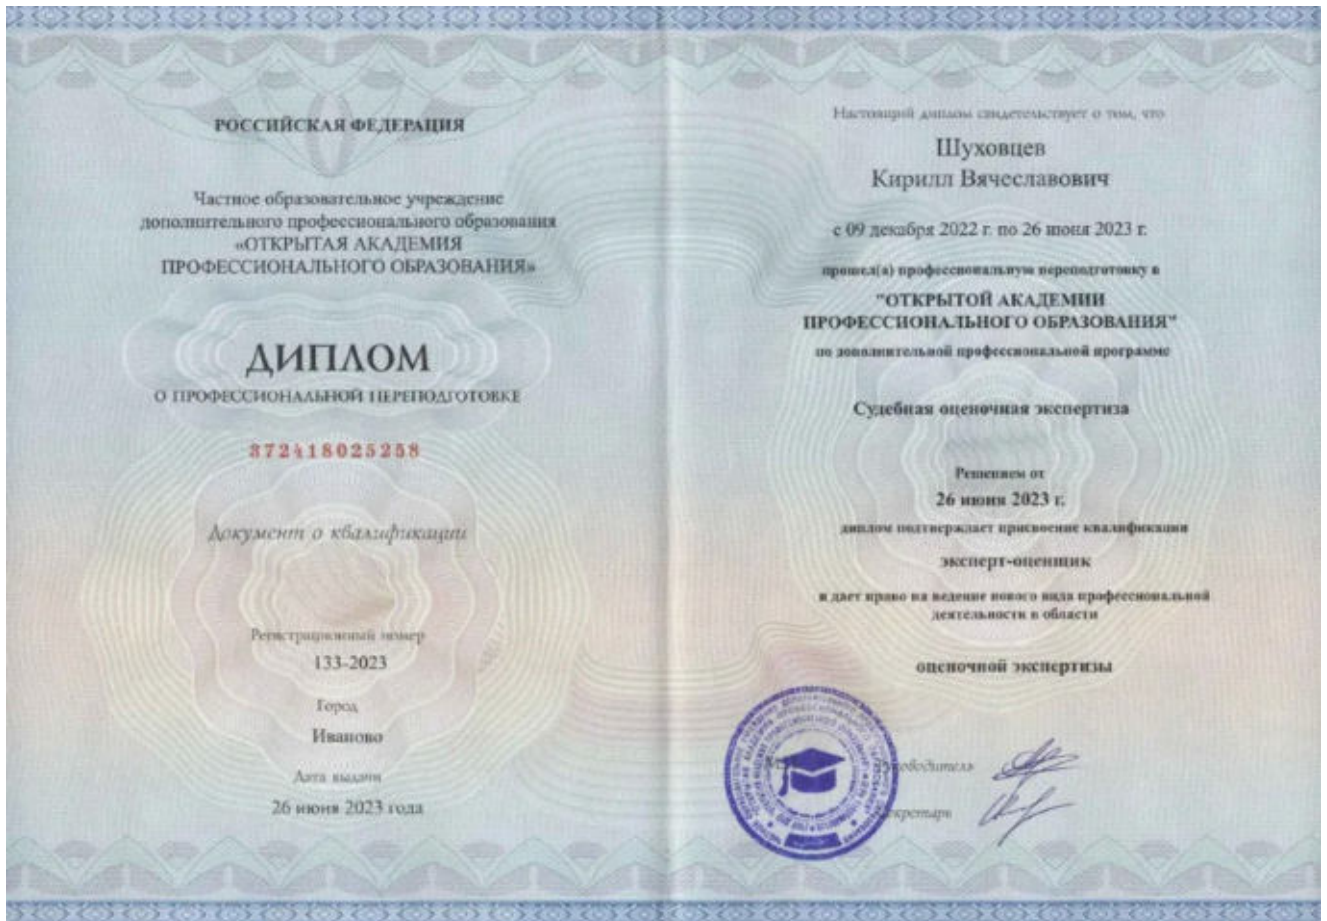 РОССИЙСКАЯ ФЕДЕРАЦИЯ
Частное образовательное учреждение
дополнительного профессионального образования
«ОТКРЫТАЯ АКАДЕМИЯ
ПРОФЕССИОНАЛЬНОГО ОБРАЗОВАНИЯ»
ДИПЛОМ
О ПРОФЕССИОНАЛЬНОЙ ПЕРЕПОДГОТОВКЕ
372418025258
Документ о квалификации
Регистрационный номер
133-2023
Город
Иваново
Дата выдачи
26 июня 2023 года
Настоящий диплом свидетельствует о том, что
Шуховцев
Кирилл Вячеславович
с 09 декабря 2022 г. по 26 июня 2023 г.
прошел(а) профессиональную переподготовку в
"ОТКРЫТОЙ АКАДЕМИИ
ПРОФЕССИОНАЛЬНОГО ОБРАЗОВАНИЯ"
по дополнительной профессиональной программе
Судебная оценочная экспертиза
Решением от
26 июня 2023 г.
диплом подтверждает присвоение квалификации
эксперт-оценщик
и дает право на ведение нового вида профессиональной
деятельности в области
оценочной экспертизы
Руководитель
Секретарь